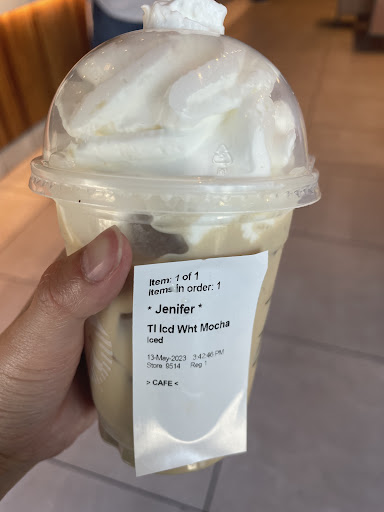 Item: 1 of 1
Items in order: 1
* Jenifer *
Tl Icd Wht Mocha
Iced
13-May-2023 3:42:46 PM
Store 9514 Reg 1
> CAFE <